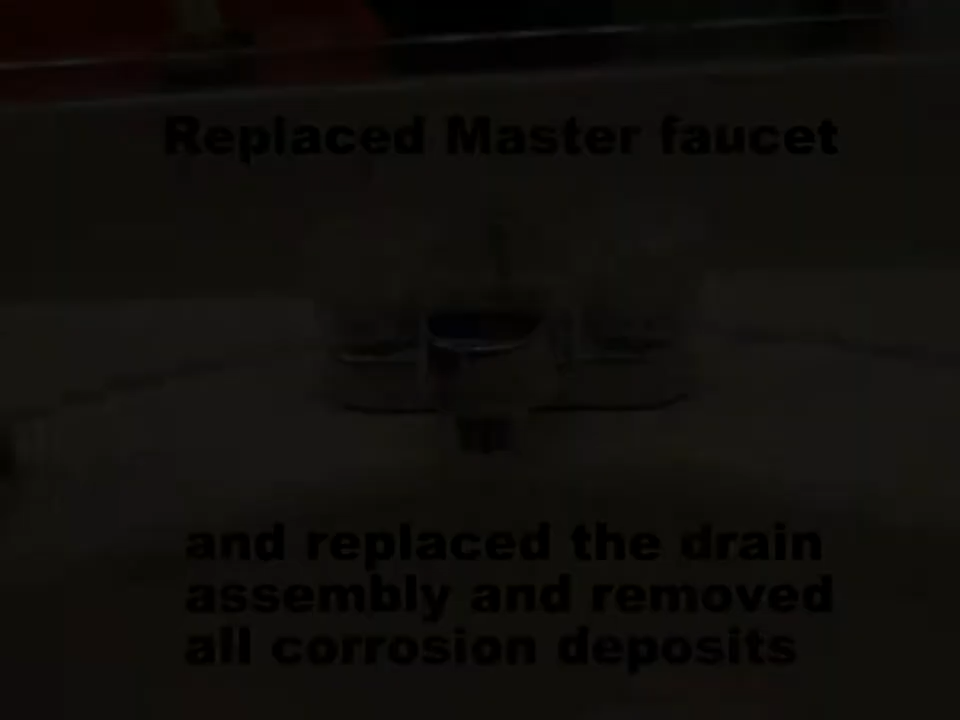 Replaced Master faucet
and replaced the drain
assembly and removed
all corrosion deposits